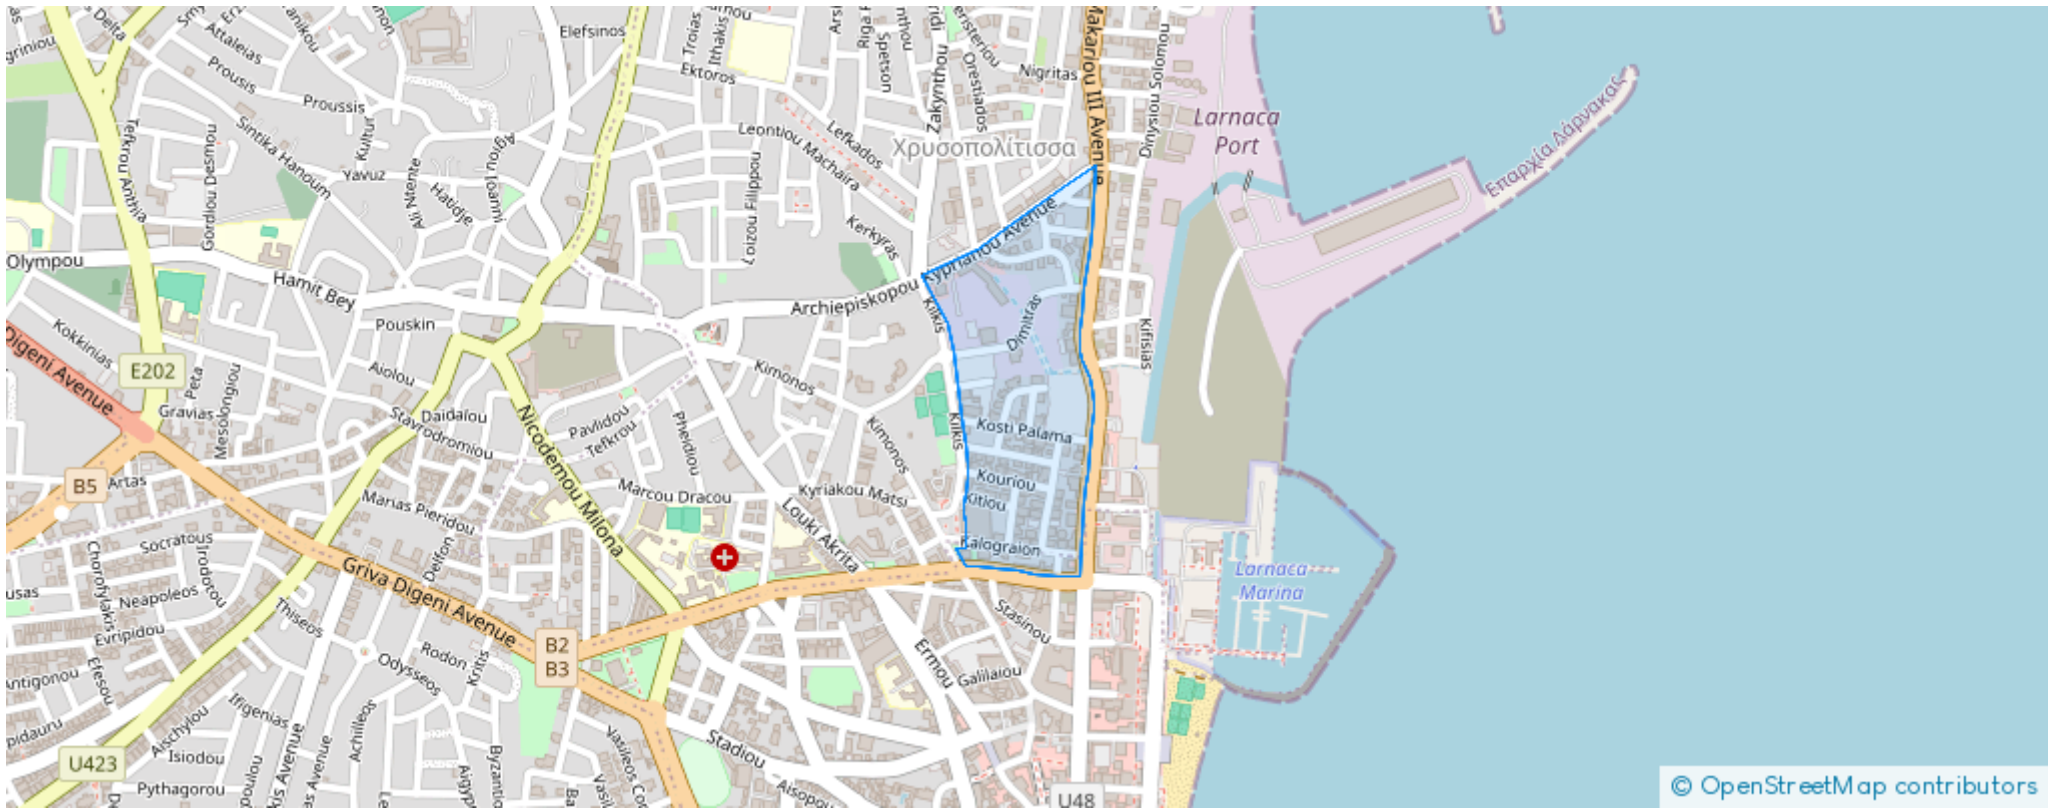 Delta
Attaleias
Prousis
Proussis
Sintika Hanoum
Kultur
Yavuz
Ali Ntente
Hatidje
Agiou Ioanni
Elefsinos
Troias
Ithakis
Ektoros
Spetson
Zakynthou
Orestiados
Nigritas
Makariou III Avenue
Dinysiou Solomou
Larnaca
Port
Επαρχία Λάρνακας
Χρυσοπολίτισσα
Leontiou Machaira
Lefkados
Loizou Filippou
Kerkyras
Tefkrou Anthia
Gordiou Desmou
Olympou
Hamit Bey
Archiepiskopou
Kyprianou Avenue
Kilkis
Dimitras
Kifisias
Pouskin
Kokkinias
Digeni Avenue
E202
Peta
Mesolongiou
Gravias
Aiolou
Daidalou
Stavrodromiou
Nicodemou Milona
Pavlidou
Tefkrou
Pheidiou
Kimonos
Kimonos
Kilkis
Kosti Palama
Kouriou
Kitiou
Kalograion
B5
Artas
Marias Pieridou
Marcou Dracou
Kyriakou Matsi
Louki Akrita
Socratous
Irodotou
Chorofylakis
Delfon
Griva Digeni Avenue
Neapoleos
Evripidou
Thiseos
Larnaca
Marina
Stasinou
Ermou
Galilaiou
B2
B3
Rodon
Kritis
Odysseos
Antigonou
Efesou
Ifrigenias
Aischylou
Isiodou
Pythagorou
Achilleos
U423
Stadiou
U48
© OpenStreetMap contributors